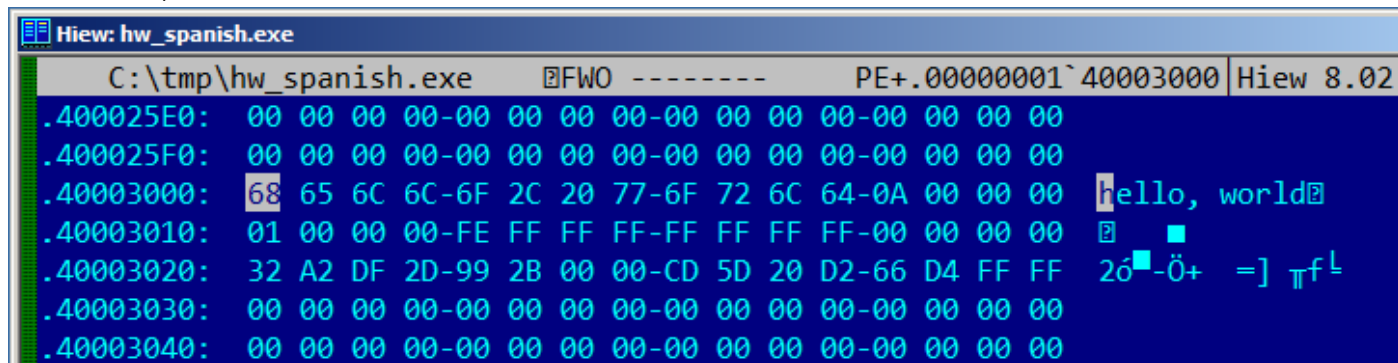 Hiew: hw_spanish.exe
C:\tmp\hw_spanish.exe �FWO -------- PE+.00000001`40003000|Hiew 8.02
.400025E0: 00 00 00 00-00 00 00 00-00 00 00 00-00 00 00 00
.400025F0: 00 00 00 00-00 00 00 00-00 00 00 00-00 00 00 00
.40003000: 68 65 6C 6C-6F 2C 20 77-6F 72 6C 64-0A 00 00 00 hello, world�
.40003010: 01 00 00 00-FE FF FF FF-FF FF FF FF-00 00 00 00 � ■
.40003020: 32 A2 DF 2D-99 2B 00 00-CD 5D 20 D2-66 D4 FF FF 2ó▀-Ö+ =] ╥f╘
.40003030: 00 00 00 00-00 00 00 00-00 00 00 00-00 00 00 00
.40003040: 00 00 00 00-00 00 00 00-00 00 00 00-00 00 00 00